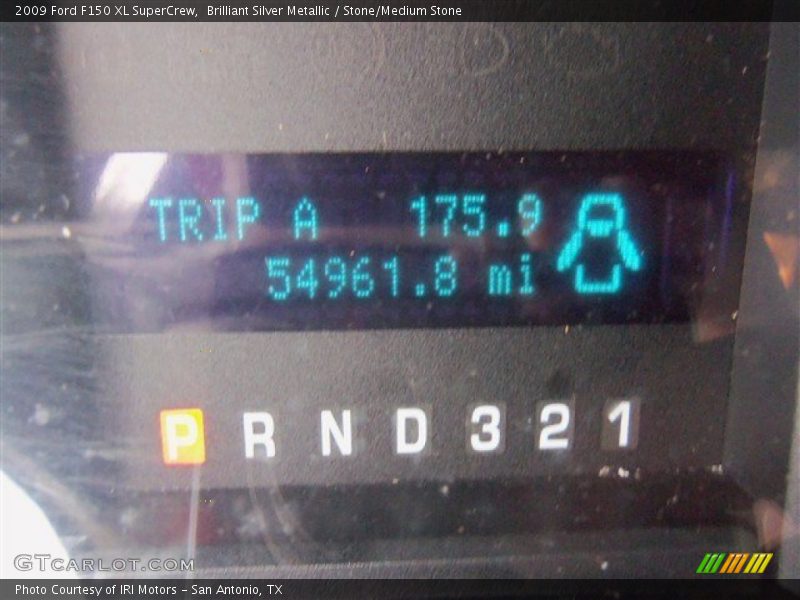 2009 Ford F150 XL SuperCrew,  Brilliant Silver Metallic / Stone/Medium Stone
TRIP A 175.9
54961.8 mi
P R N D 3 2 1
GTCARLOT.COM
Photo Courtesy of IRI Motors - San Antonio, TX